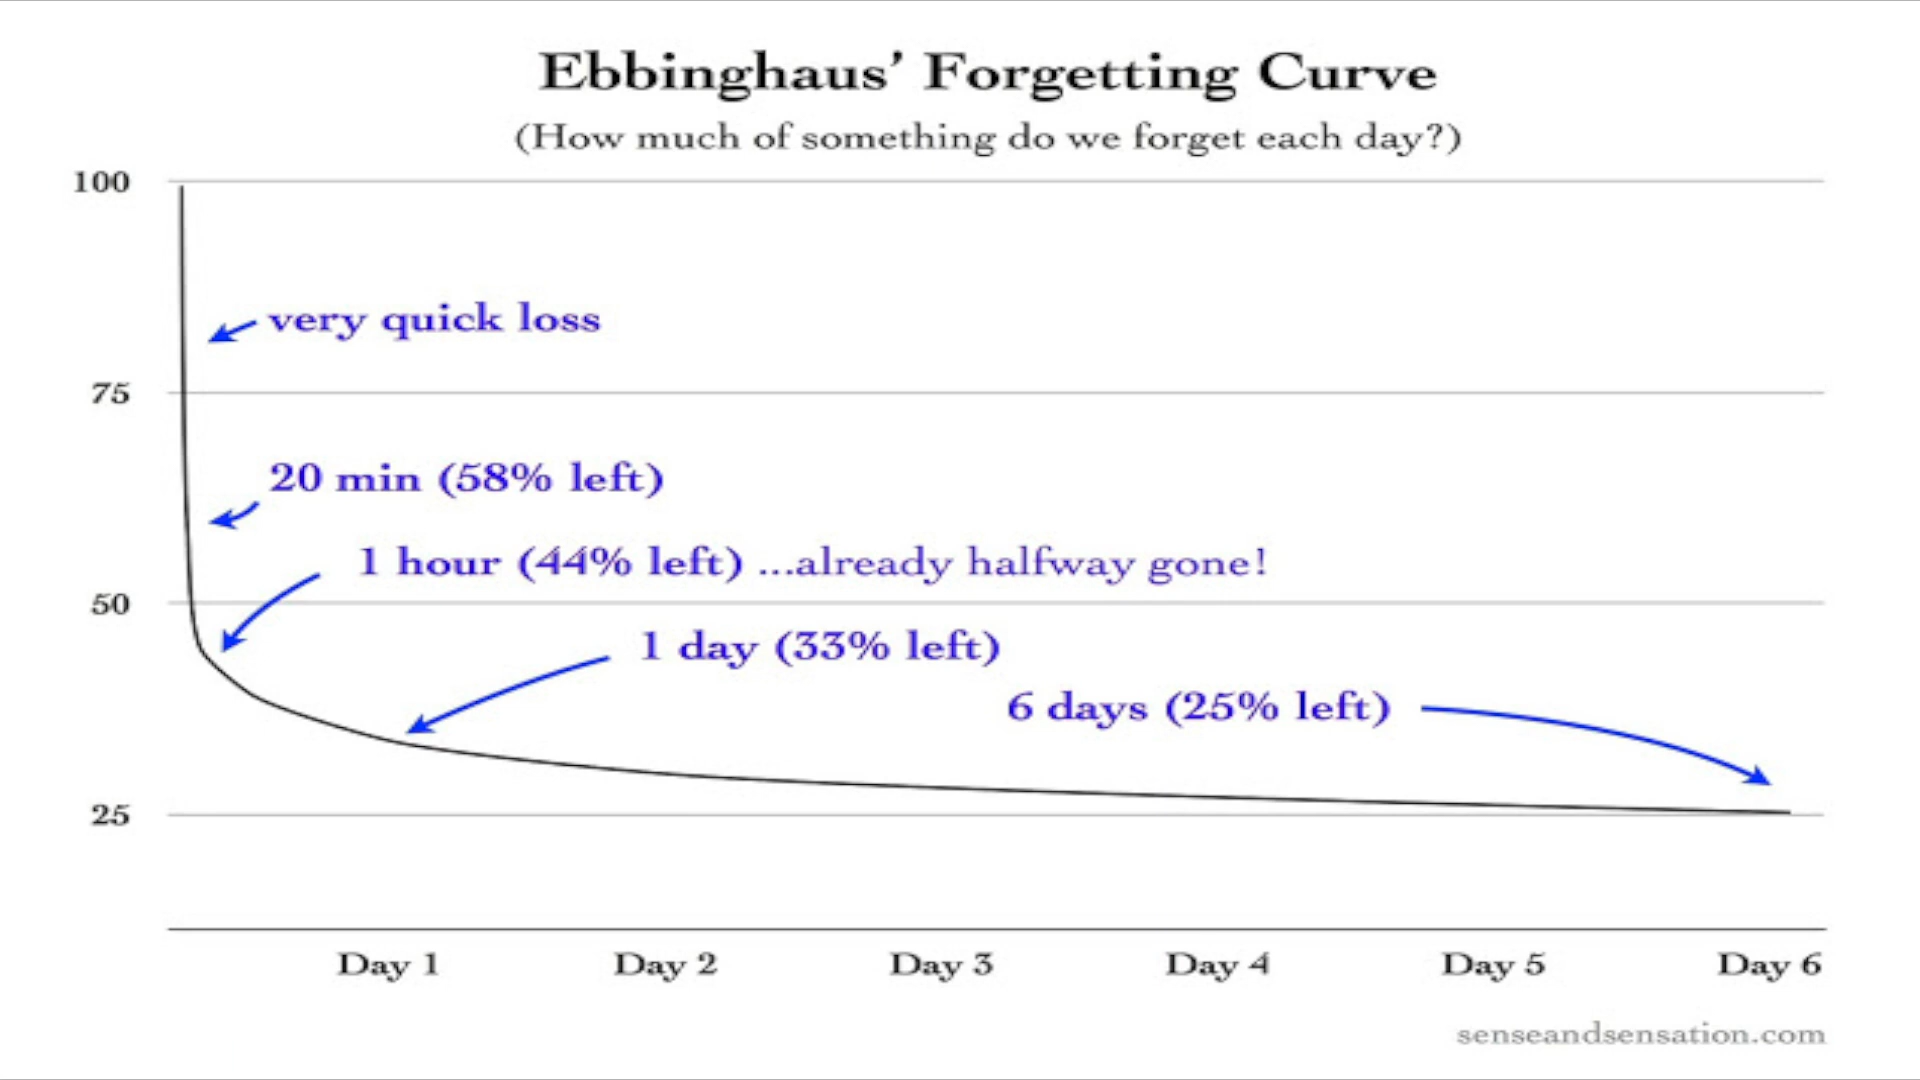 Ebbinghaus’ Forgetting Curve
(How much of something do we forget each day?)
100
very quick loss
75
20 min (58% left)
1 hour (44% left) ...already halfway gone!
50
1 day (33% left)
6 days (25% left)
25
Day 1 Day 2 Day 3 Day 4 Day 5 Day 6
senseandsensation.com